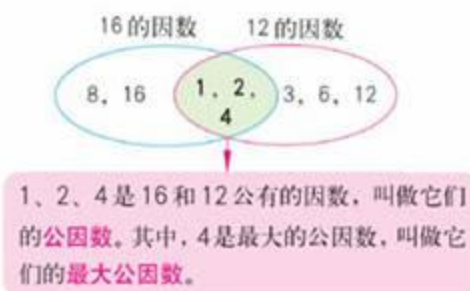 16的因数 12的因数
8，16 1，2， 3，6，12
4
1、2、4是16和12公有的因数，叫做它们
的公因数。其中，4是最大的公因数，叫做它
们的最大公因数。